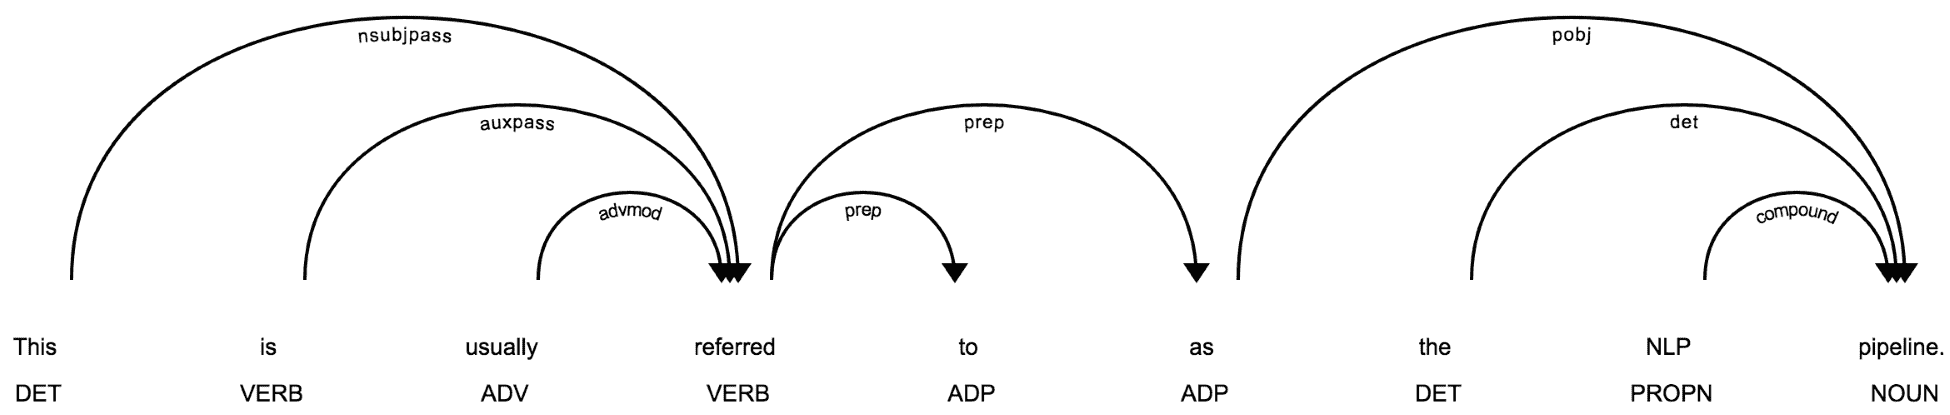 nsubjpass pobj
auxpass prep det
advmod prep compound
This is usually referred to as the NLP pipeline.
DET VERB ADV VERB ADP ADP DET PROPN NOUN